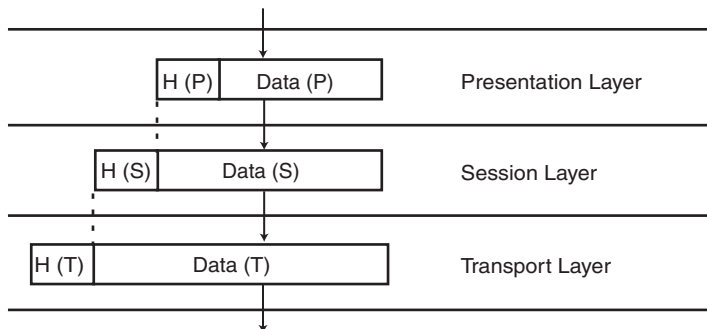 H (P) Data (P) Presentation Layer
H (S) Data (S) Session Layer
H (T) Data (T) Transport Layer